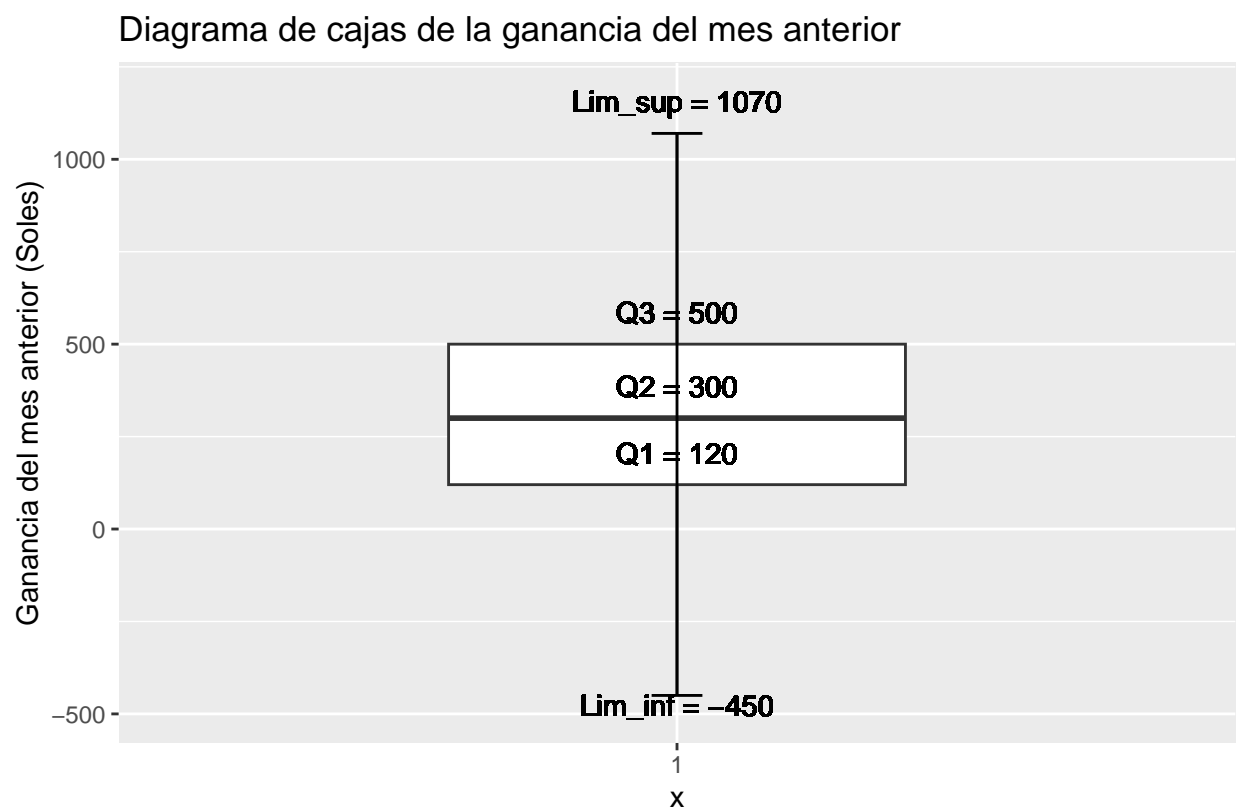 Diagrama de cajas de la ganancia del mes anterior
Ganancia del mes anterior (Soles)
Lim_sup = 1070
1000
Q3 = 500
500
Q2 = 300
Q1 = 120
0
Lim_inf = −450
−500
1
x